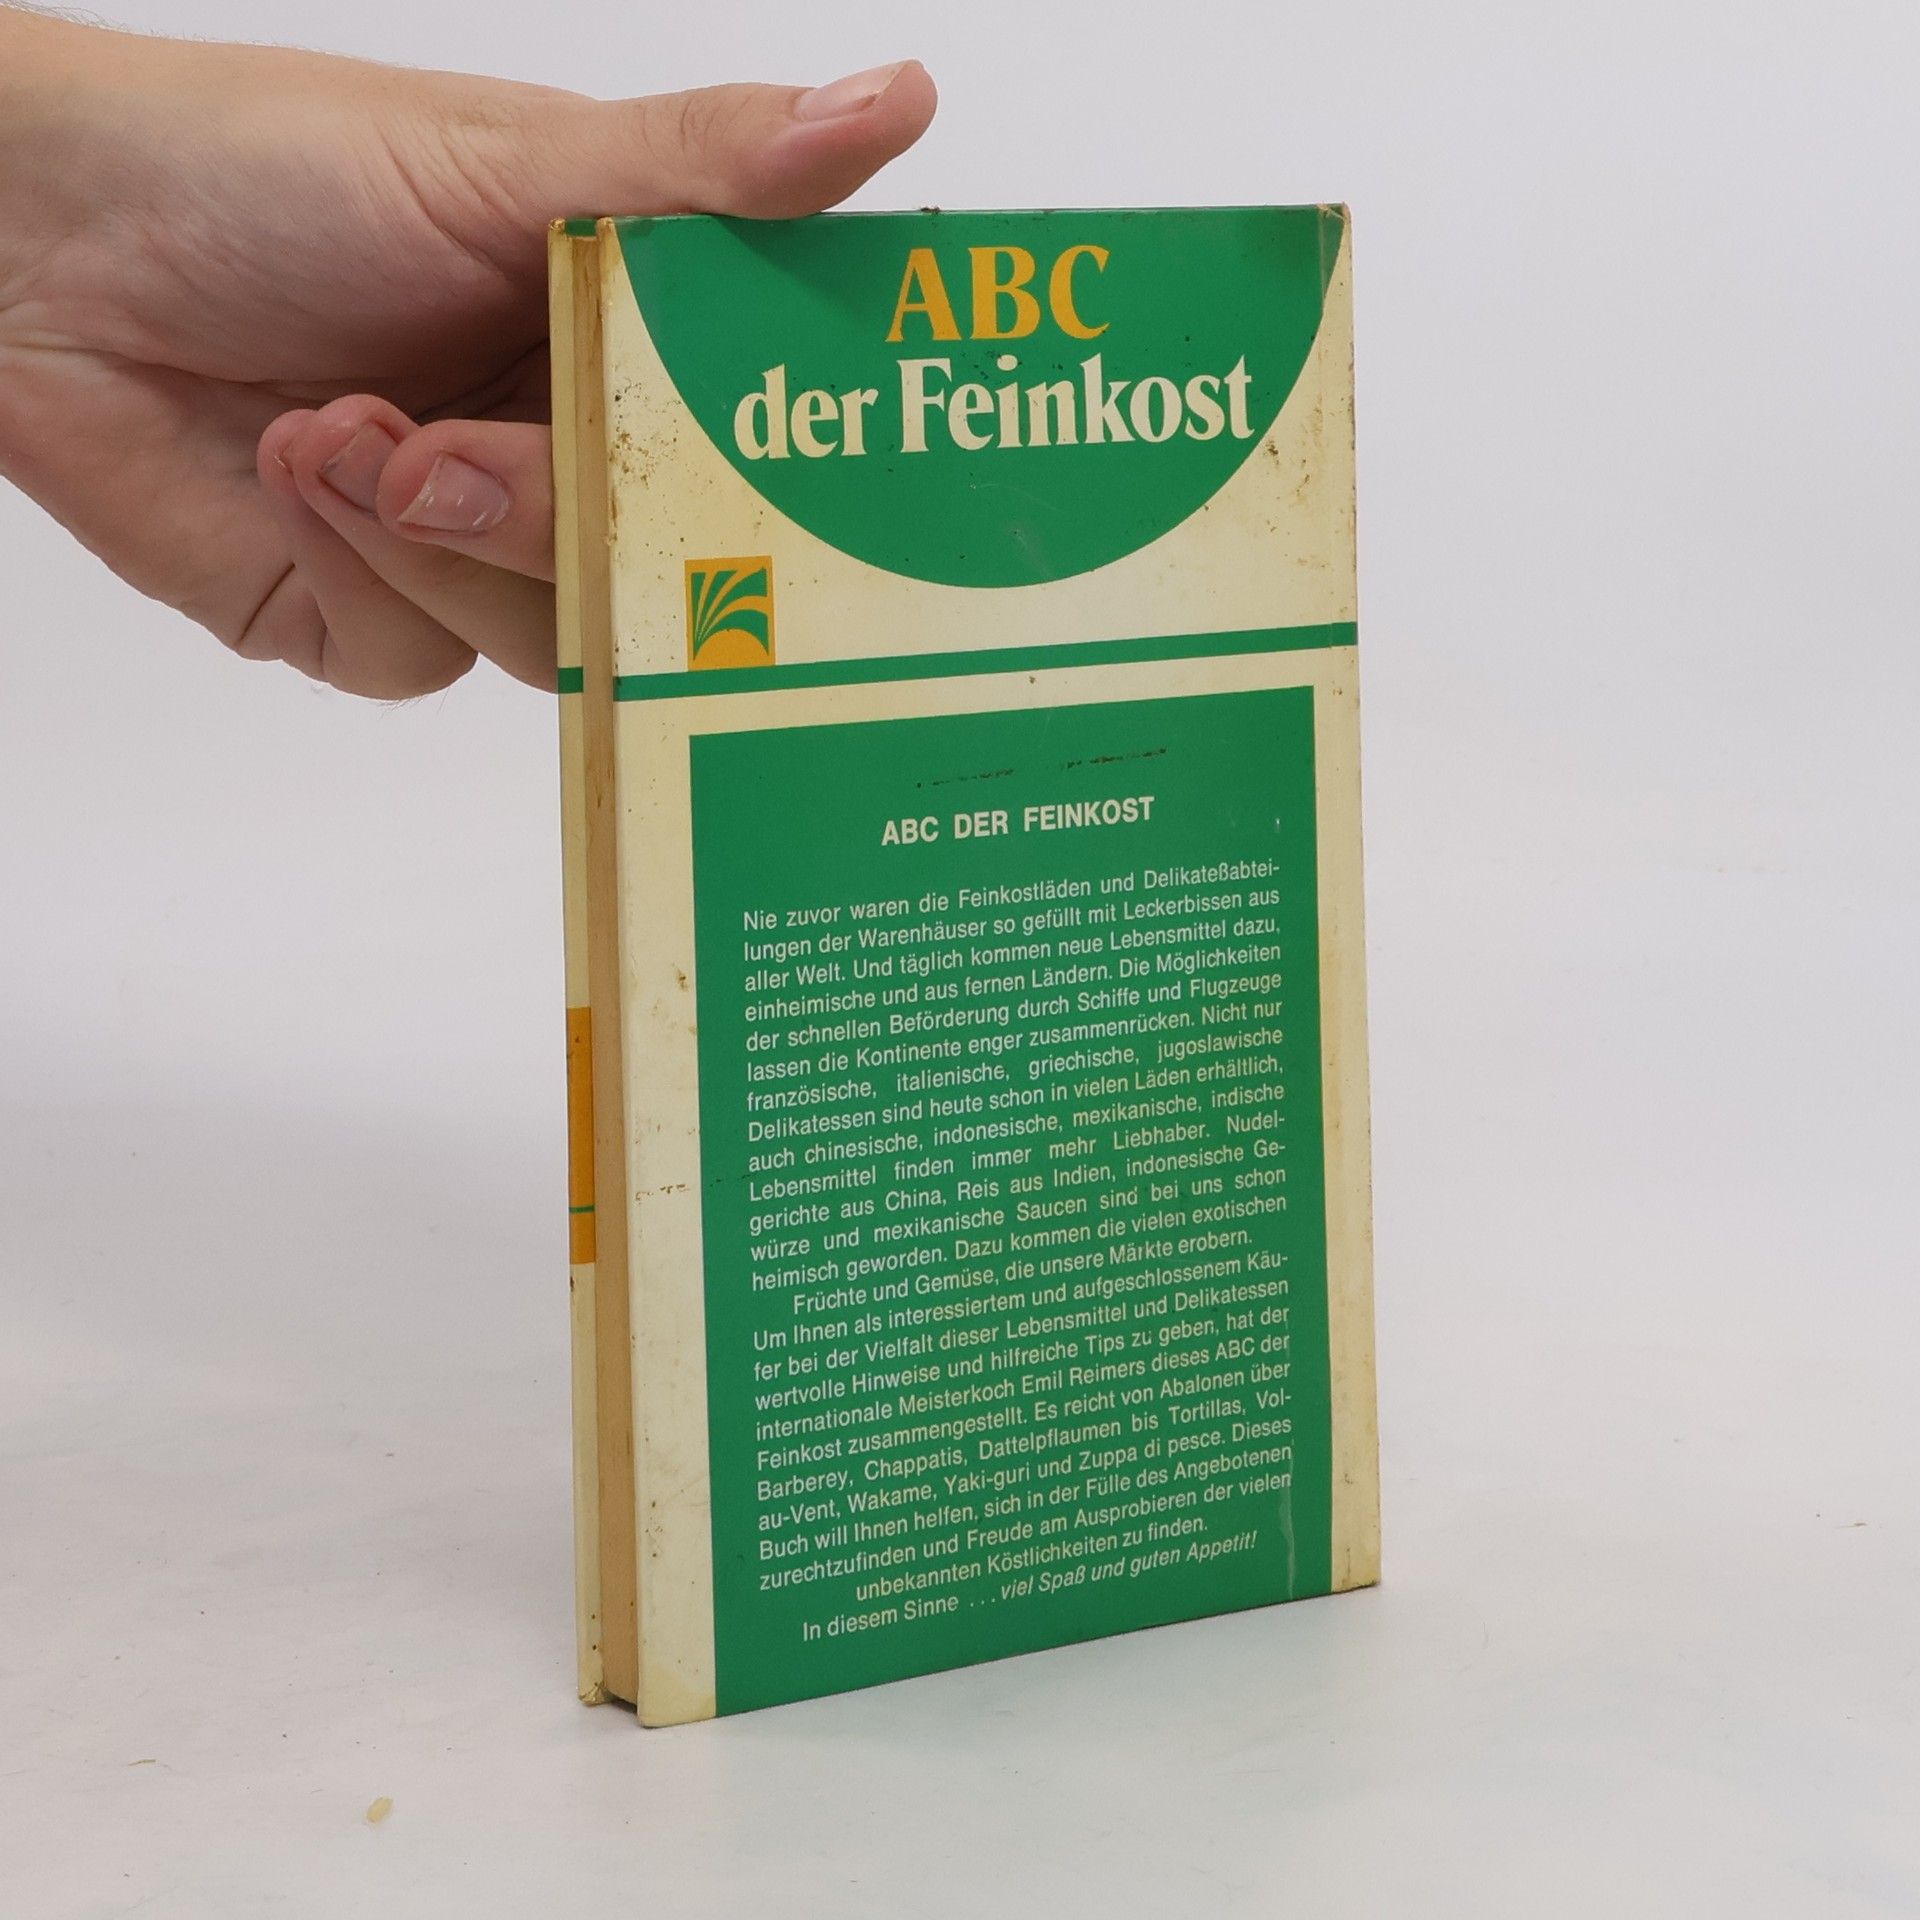 ABC
der Feinkost
ABC DER FEINKOST
Nie zuvor waren die Feinkostläden und Delikateßabtei-
lungen der Warenhäuser so gefüllt mit Leckerbissen aus
aller Welt. Und täglich kommen neue Lebensmittel dazu,
einheimische und aus fernen Ländern. Die Möglichkeiten
der schnellen Beförderung durch Schiffe und Flugzeuge
lassen die Kontinente enger zusammenrücken. Nicht nur
französische, italienische, griechische, jugoslawische
Delikatessen sind heute schon in vielen Läden erhältlich,
auch chinesische, indonesische, mexikanische, indische
Lebensmittel finden immer mehr Liebhaber. Nudel-
gerichte aus China, Reis aus Indien, indonesische Ge-
würze und mexikanische Saucen sind bei uns schon
heimisch geworden. Dazu kommen die vielen exotischen
Früchte und Gemüse, die unsere Märkte erobern.
Um Ihnen als interessiertem und aufgeschlossenem Käu-
fer bei der Vielfalt dieser Lebensmittel und Delikatessen
wertvolle Hinweise und hilfreiche Tips zu geben, hat der
internationale Meisterkoch Emil Reimers dieses ABC der
Feinkost zusammengestellt. Es reicht von Abalonen über
Barberey, Chappatis, Dattelpflaumen bis Tortillas, Vol-
au-Vent, Wakame, Yaki-guri und Zuppa di pesce. Dieses
Buch will Ihnen helfen, sich in der Fülle des Angebotenen
zurechtzufinden und Freude am Ausprobieren der vielen
unbekannten Köstlichkeiten zu finden.
In diesem Sinne ... viel Spaß und guten Appetit!